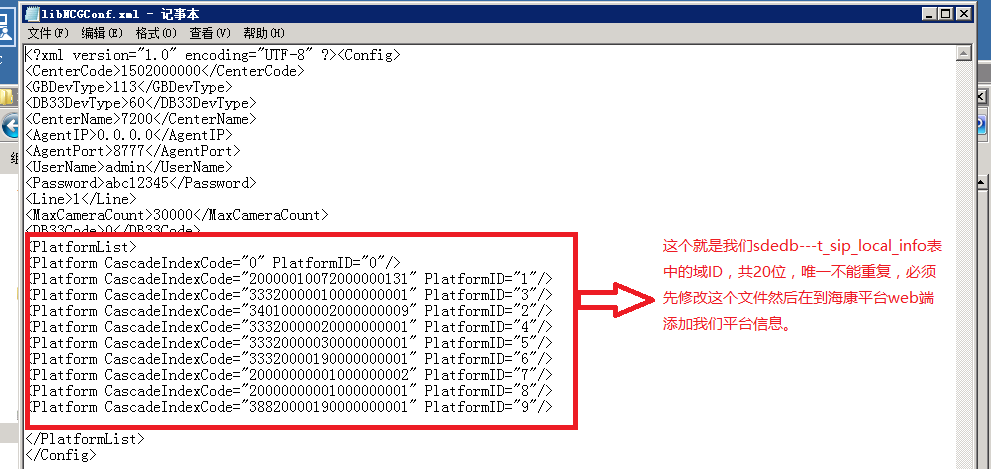 libNCGConf.xml - 记事本
文件(F) 编辑(E) 格式(O) 查看(V) 帮助(H)
<?xml version="1.0" encoding="UTF-8" ?><Config>
<CenterCode>1502000000</CenterCode>
<GBDevType>113</GBDevType>
<DB33DevType>60</DB33DevType>
<CenterName>7200</CenterName>
<AgentIP>0.0.0.0</AgentIP>
<AgentPort>8777</AgentPort>
<UserName>admin</UserName>
<Password>abc12345</Password>
<Line>1</Line>
<MaxCameraCount>30000</MaxCameraCount>
<DB33Code>0</DB33Code>
<PlatformList>
<Platform CascadeIndexCode="0" PlatformID="0"/>
<Platform CascadeIndexCode="20000010072000000131" PlatformID="1"/>
<Platform CascadeIndexCode="33320000010000000001" PlatformID="3"/>
<Platform CascadeIndexCode="34010000002000000009" PlatformID="2"/>
<Platform CascadeIndexCode="33320000020000000001" PlatformID="4"/>
<Platform CascadeIndexCode="33320000030000000001" PlatformID="5"/>
<Platform CascadeIndexCode="33320000190000000001" PlatformID="6"/>
<Platform CascadeIndexCode="20000000001000000002" PlatformID="7"/>
<Platform CascadeIndexCode="20000000001000000001" PlatformID="8"/>
<Platform CascadeIndexCode="38820000190000000001" PlatformID="9"/>
</PlatformList>
</Config>
这个就是我们sdedb---t_sip_local_info表
中的域ID，共20位，唯一不能重复，必须
先修改这个文件然后在到海康平台web端
添加我们平台信息。